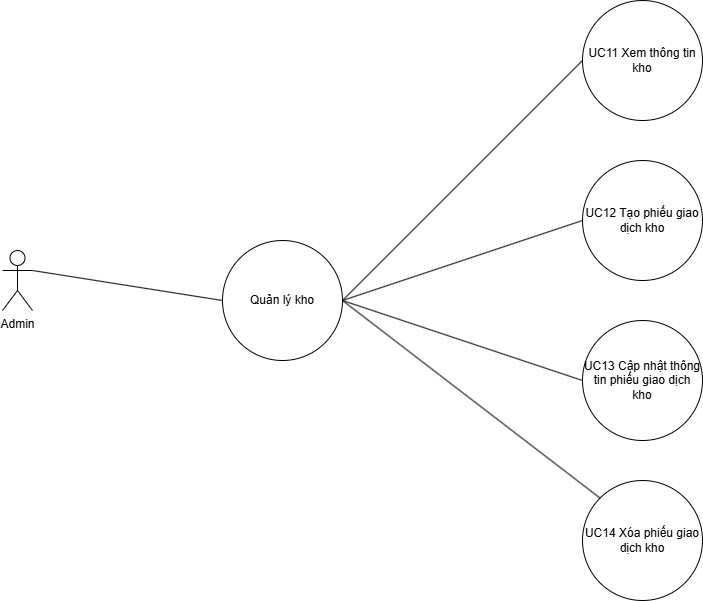 UC11 Xem thông tin
kho
UC12 Tạo phiếu giao
dịch kho
Quản lý kho
Admin
UC13 Cập nhật thông
tin phiếu giao dịch
kho
UC14 Xóa phiếu giao
dịch kho